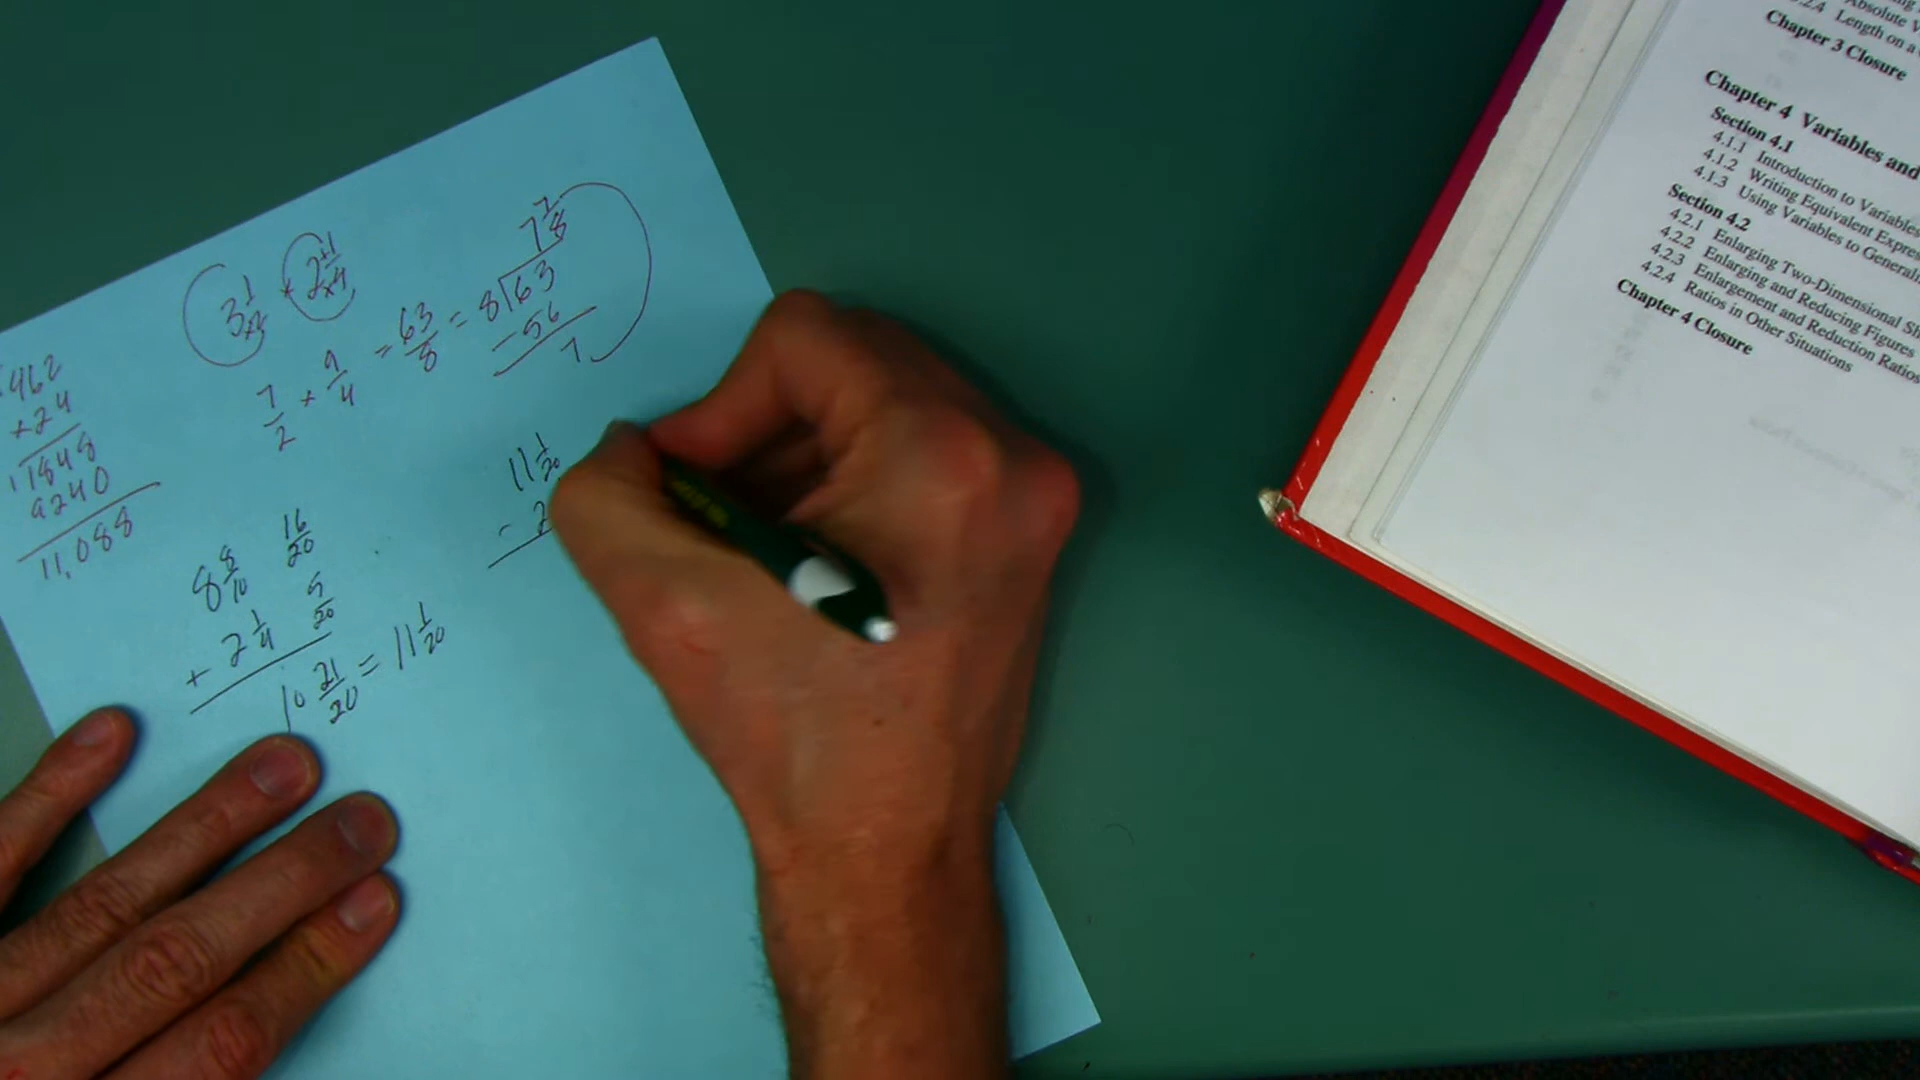 462
×24
1848
9240
11,088
3 1/2 × 2 1/4
7/2 × 9/4 = 63/8 = 8)63
7 7/8
-56
7
8 8/10 16/20
+ 2 1/4 5/20
10 21/20 = 11 1/20
11 1/20
- 2
Absolute V
3.2.4 Length on a
Chapter 3 Closure
Chapter 4 Variables and
Section 4.1
4.1.1 Introduction to Variables
4.1.2 Writing Equivalent Expres
4.1.3 Using Variables to Generali
Section 4.2
4.2.1 Enlarging Two-Dimensional Sh
4.2.2 Enlarging and Reducing Figures
4.2.3 Enlargement and Reduction Ratios
4.2.4 Ratios in Other Situations
Chapter 4 Closure